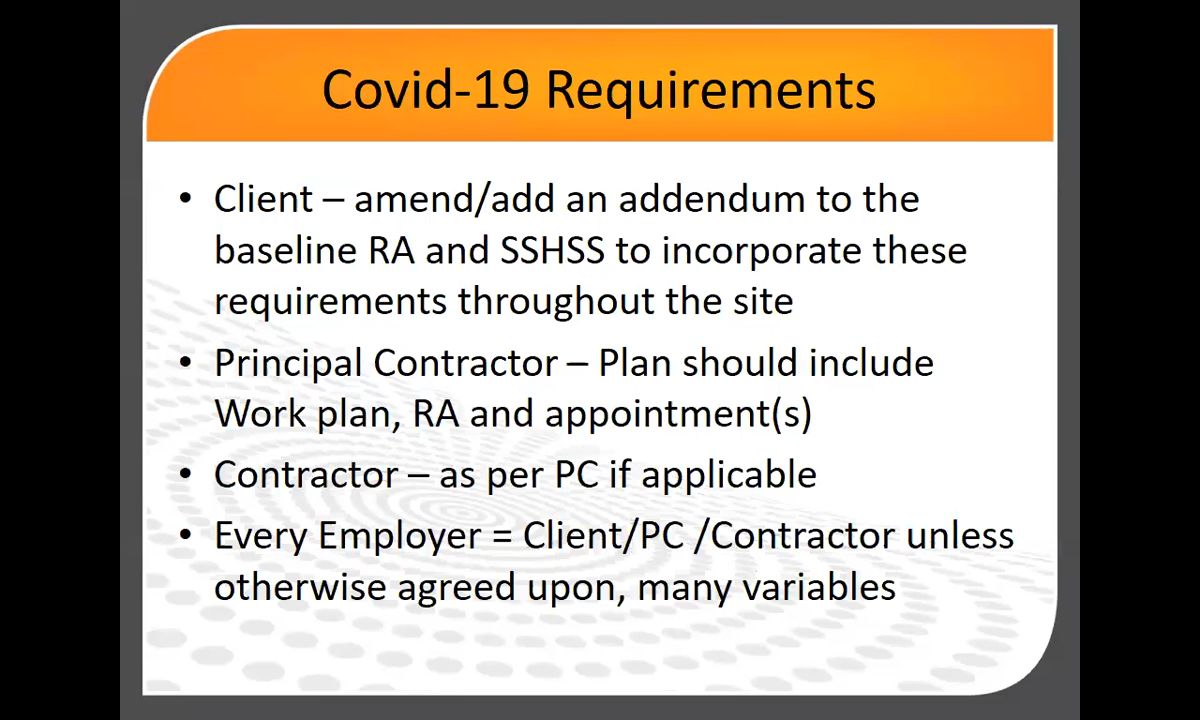 Covid-19 Requirements
• Client – amend/add an addendum to the
baseline RA and SSHSS to incorporate these
requirements throughout the site
• Principal Contractor – Plan should include
Work plan, RA and appointment(s)
• Contractor – as per PC if applicable
• Every Employer = Client/PC /Contractor unless
otherwise agreed upon, many variables